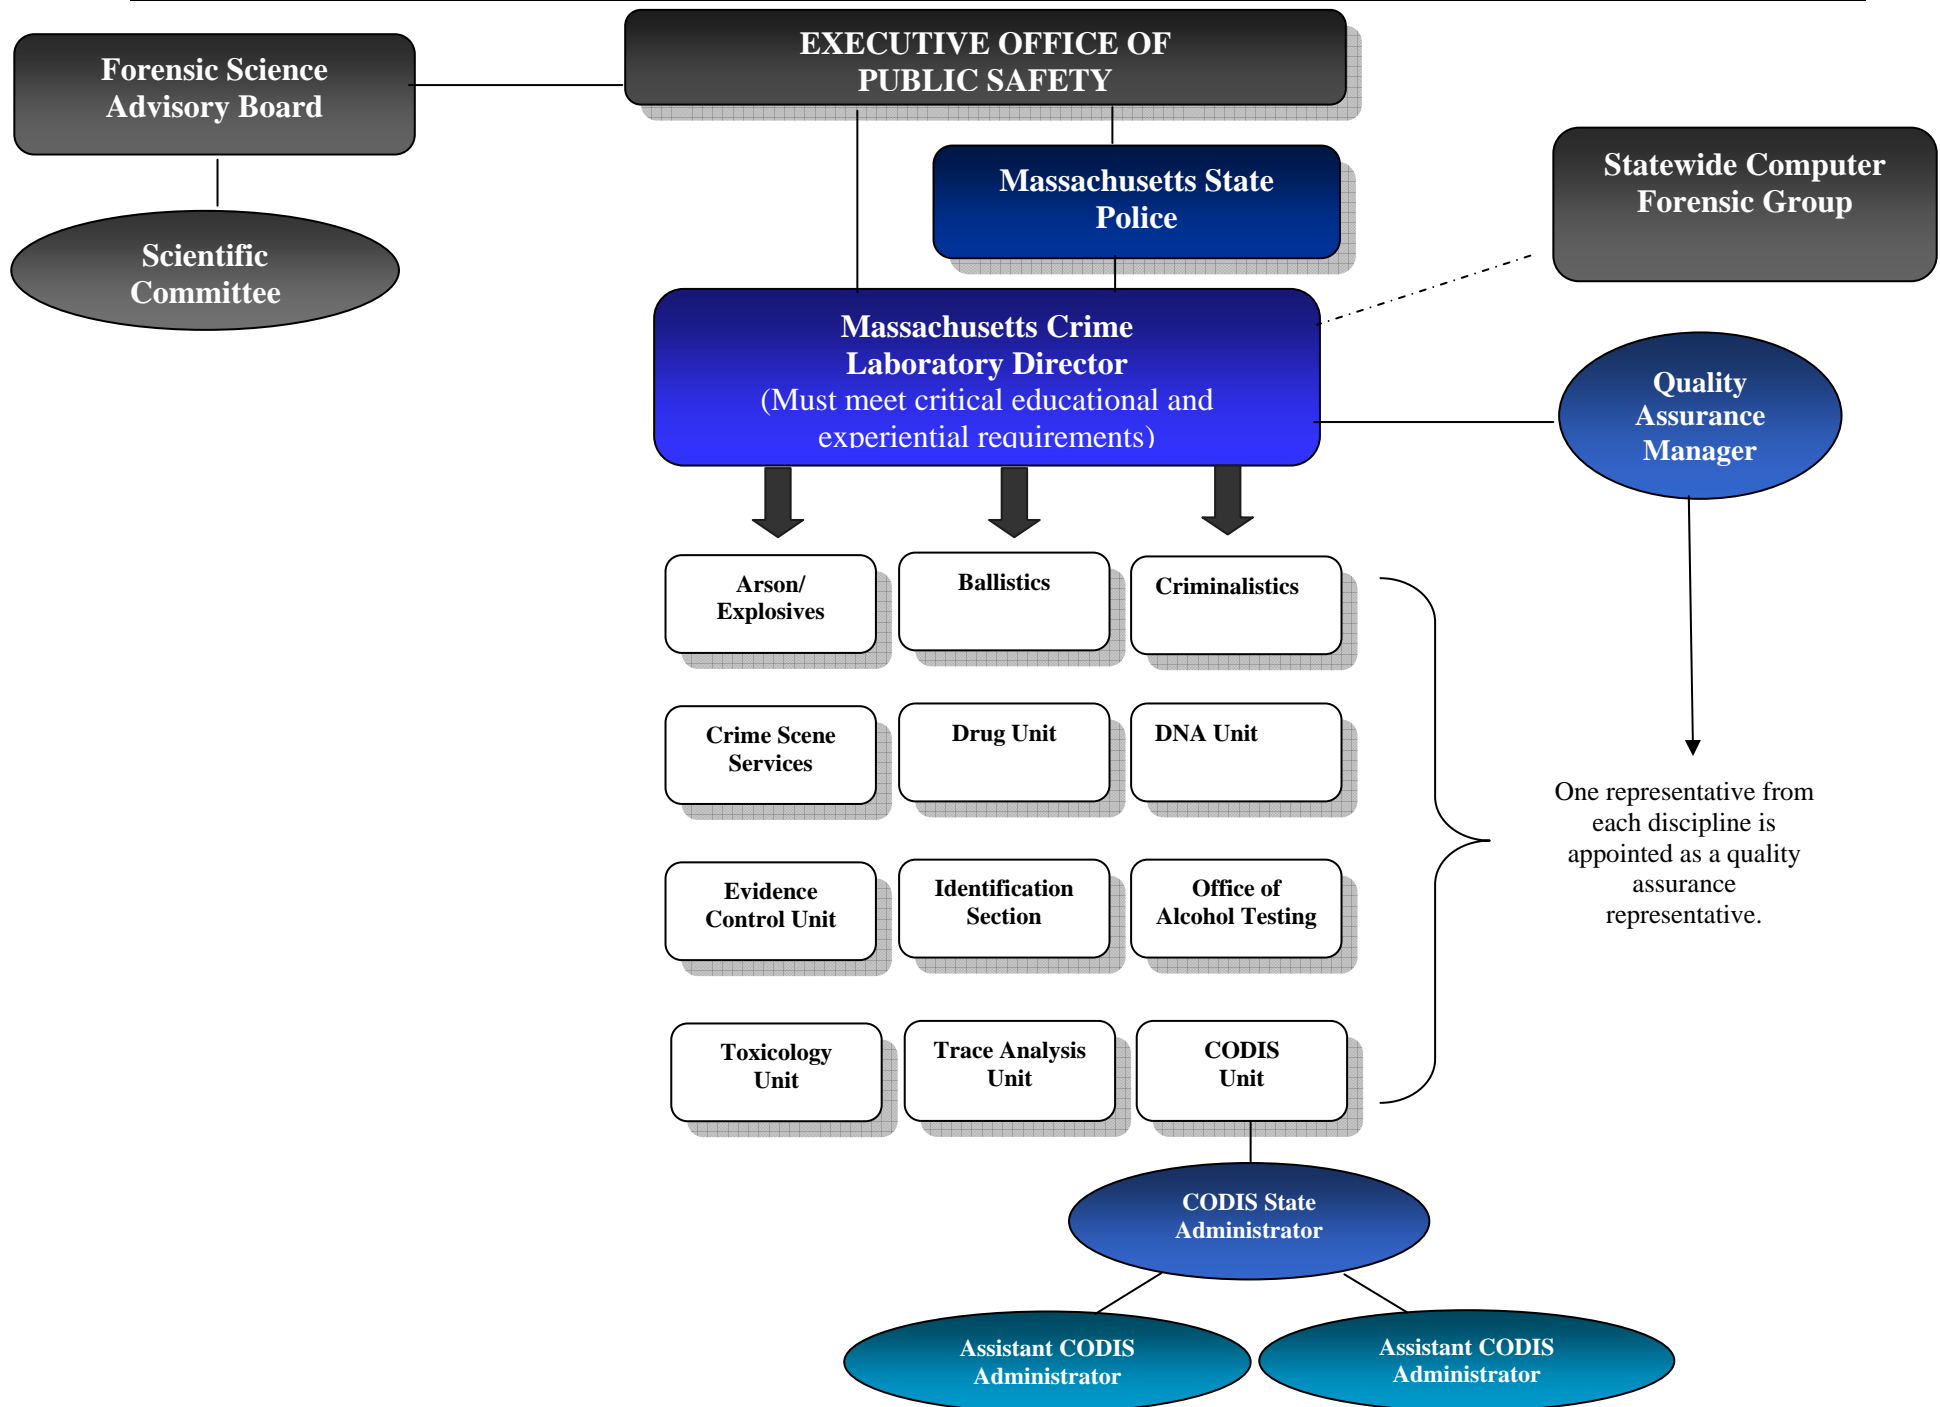 EXECUTIVE OFFICE OF
PUBLIC SAFETY
Forensic Science
Advisory Board
Scientific
Committee
Massachusetts State
Police
Statewide Computer
Forensic Group
Massachusetts Crime
Laboratory Director
(Must meet critical educational and
experiential requirements)
Quality
Assurance
Manager
Arson/
Explosives
Ballistics
Criminalistics
Crime Scene
Services
Drug Unit
DNA Unit
One representative from
each discipline is
appointed as a quality
assurance
representative.
Evidence
Control Unit
Identification
Section
Office of
Alcohol Testing
Toxicology
Unit
Trace Analysis
Unit
CODIS
Unit
CODIS State
Administrator
Assistant CODIS
Administrator
Assistant CODIS
Administrator